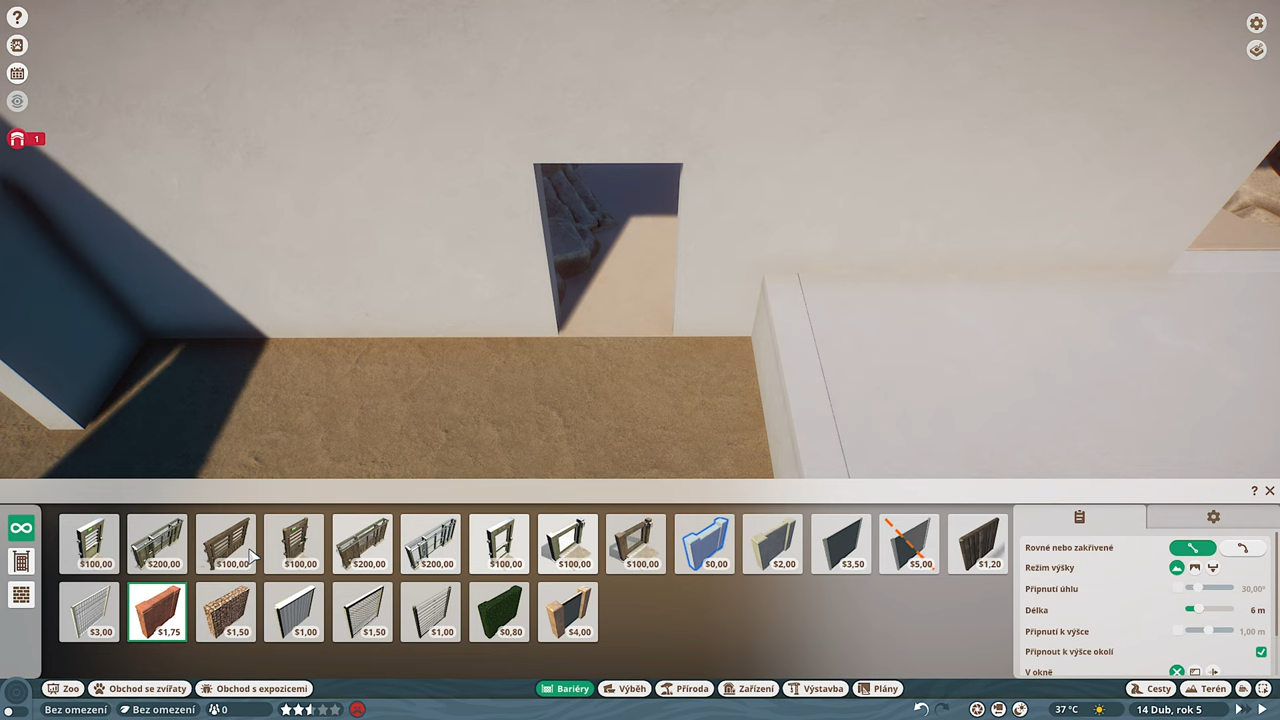 ?
1
? ✕
$100,00 $200,00 $100,00 $100,00 $200,00 $200,00 $100,00 $100,00 $100,00 $0,00 $2,00 $3,50 $5,00 $1,20
$3,00 $1,75 $1,50 $1,00 $1,50 $1,00 $0,80 $4,00
Rovné nebo zakřivené
Režim výšky
Připnutí úhlu 30,00°
Délka 6 m
Připnutí k výšce 1,00 m
Připnout k výšce okolí
V okně
Zoo Obchod se zvířaty Obchod s expozicemi Bariéry Výběh Příroda Zařízení Výstavba Plány Cesty Terén
Bez omezení Bez omezení 0 37 °C 14 Dub, rok 5